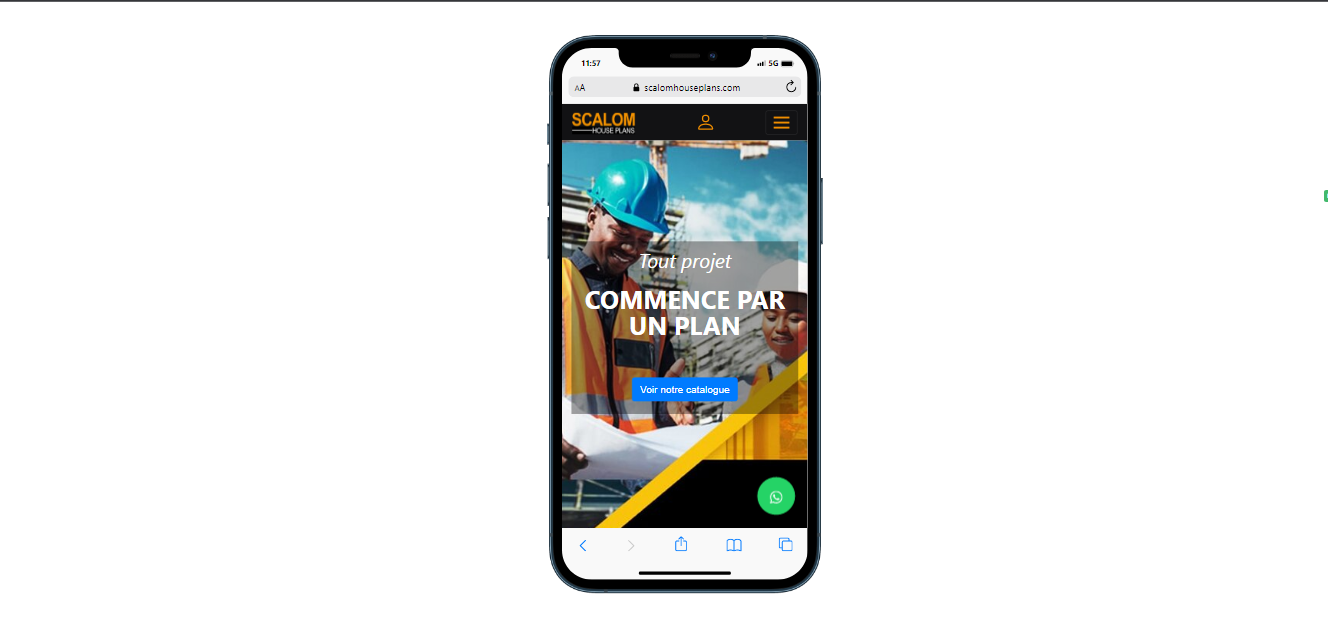 11:57
5G
AA
scalomhouseplans.com
SCALOM
HOUSE PLANS
Tout projet
COMMENCE PAR
UN PLAN
Voir notre catalogue